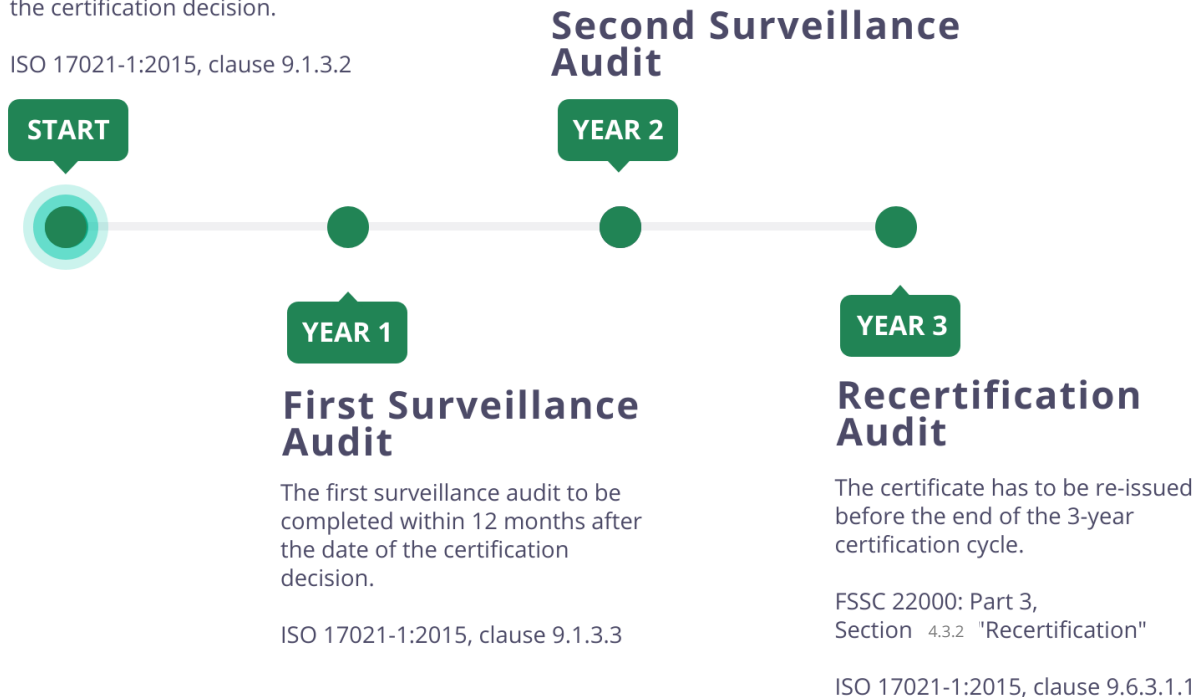 the certification decision.
ISO 17021-1:2015, clause 9.1.3.2
START
YEAR 1
First Surveillance
Audit
The first surveillance audit to be
completed within 12 months after
the date of the certification
decision.
ISO 17021-1:2015, clause 9.1.3.3
Second Surveillance
Audit
YEAR 2
YEAR 3
Recertification
Audit
The certificate has to be re-issued
before the end of the 3-year
certification cycle.
FSSC 22000: Part 3,
Section 4.3.2 "Recertification"
ISO 17021-1:2015, clause 9.6.3.1.1